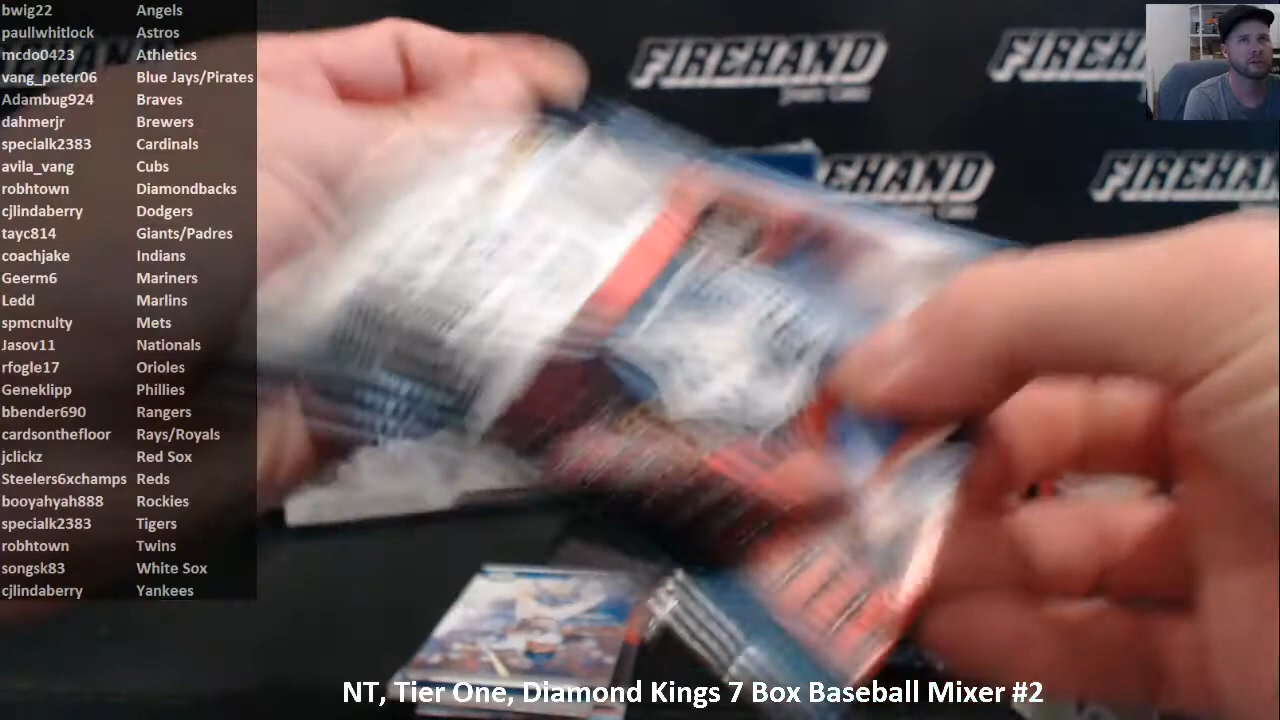 bwig22 Angels
paullwhitlock Astros
mcdo0423 Athletics
vang_peter06 Blue Jays/Pirates
Adambug924 Braves
dahmerjr Brewers
specialk2383 Cardinals
avila_vang Cubs
robhtown Diamondbacks
cjlindaberry Dodgers
tayc814 Giants/Padres
coachjake Indians
Geerm6 Mariners
Ledd Marlins
spmcnulty Mets
Jasov11 Nationals
rfogle17 Orioles
Geneklipp Phillies
bbender690 Rangers
cardsonthefloor Rays/Royals
jclickz Red Sox
Steelers6xchamps Reds
booyahyah888 Rockies
specialk2383 Tigers
robhtown Twins
songsk83 White Sox
cjlindaberry Yankees
FIREHAND
FIREH
EHAND
FIREHAN
NT, Tier One, Diamond Kings 7 Box Baseball Mixer #2